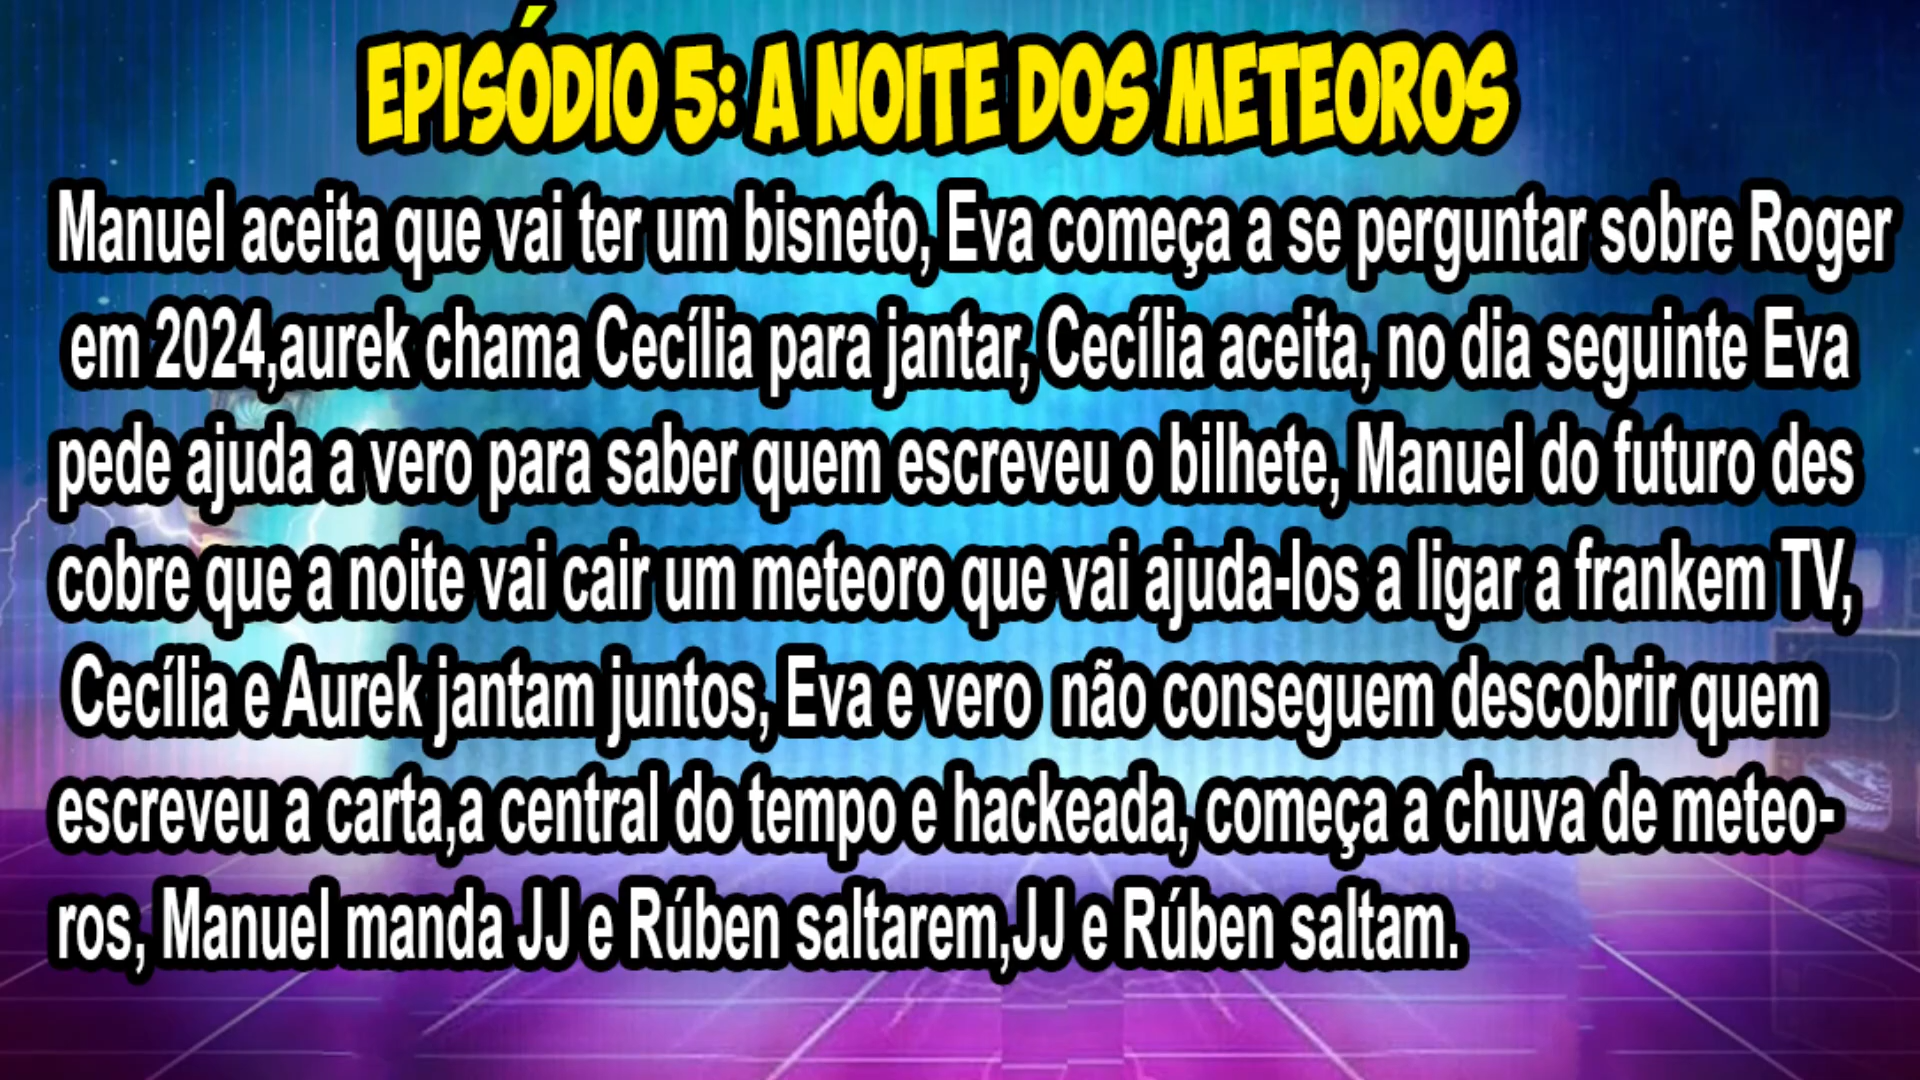 EPISÓDIO 5: A NOITE DOS METEOROS
Manuel aceita que vai ter um bisneto, Eva começa a se perguntar sobre Roger
em 2024,aurek chama Cecília para jantar, Cecília aceita, no dia seguinte Eva
pede ajuda a vero para saber quem escreveu o bilhete, Manuel do futuro des
cobre que a noite vai cair um meteoro que vai ajuda-los a ligar a frankem TV,
Cecília e Aurek jantam juntos, Eva e vero não conseguem descobrir quem
escreveu a carta,a central do tempo e hackeada, começa a chuva de meteo-
ros, Manuel manda JJ e Rúben saltarem,JJ e Rúben saltam.